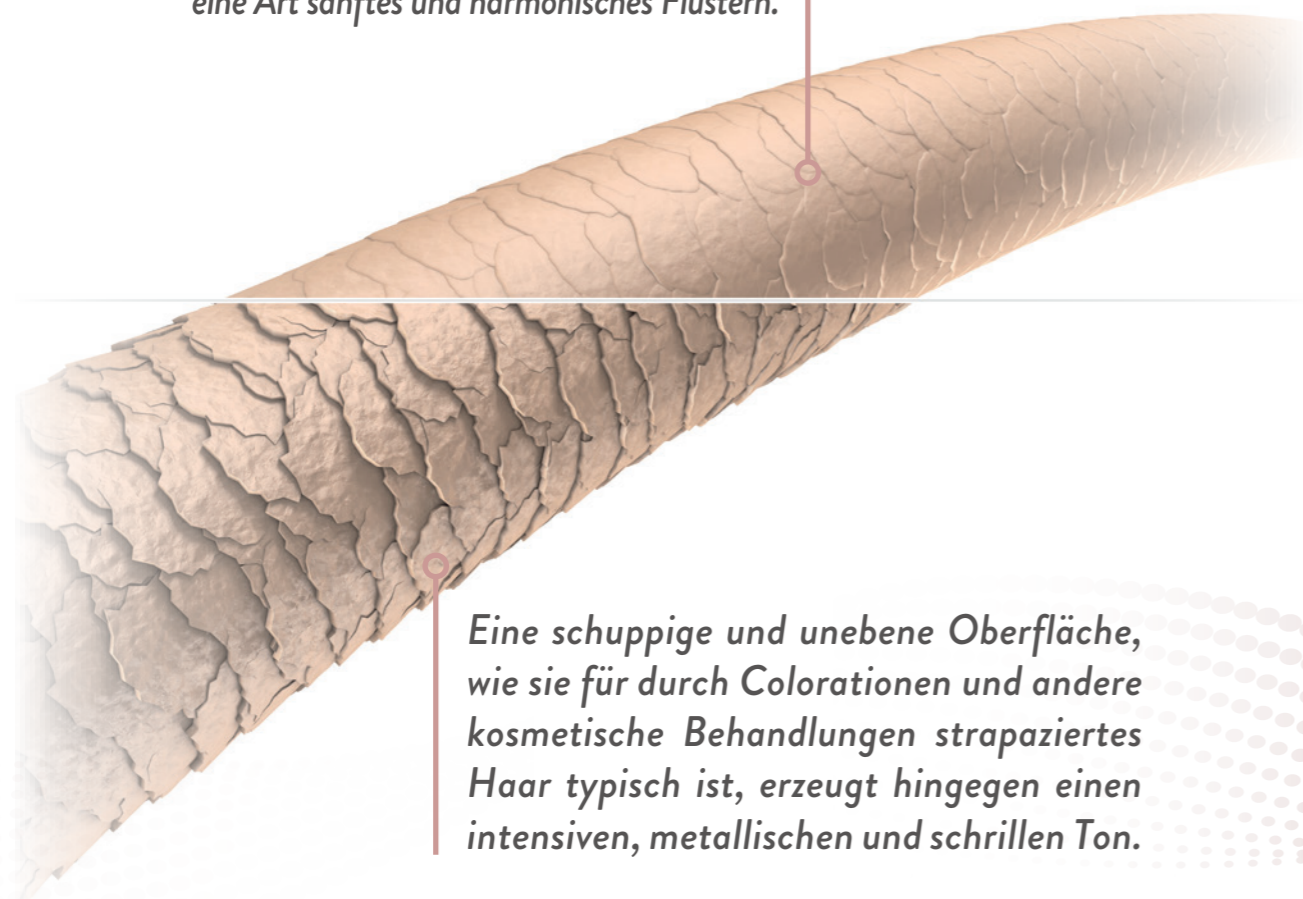 eine Art sanftes und harmonisches Flüstern.
Eine schuppige und unebene Oberfläche,
wie sie für durch Colorationen und andere
kosmetische Behandlungen strapaziertes
Haar typisch ist, erzeugt hingegen einen
intensiven, metallischen und schrillen Ton.